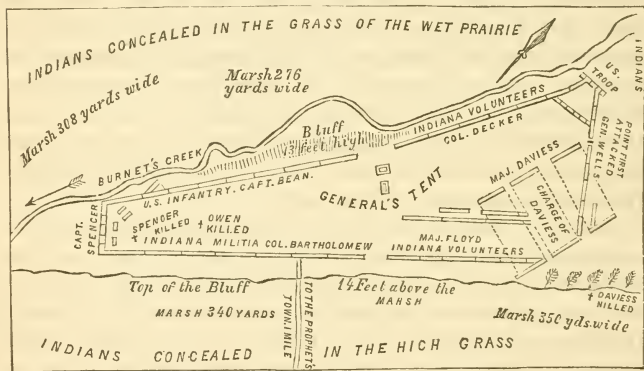 INDIANS CONCEALED IN THE GRASS OF THE WET PRAIRIE
Marsh 308 yards wide
Marsh 276
yards wide
INDIANS
U.S.
TROOP
Bluff
feet high
INDIANA VOLUNTEERS
COL. DECKER
POINT FIRST
ATTACKED
GEN. WELLS
BURNET'S CREEK
U.S. INFANTRY. CAPT. BEAN.
GENERAL'S TENT
MAJ. DAVIESS
CHARGE OF
DAVIESS
CAPT.
SPENCER
SPENCER
KILLED
OWEN
KILLED
INDIANA MILITIA COL. BARTHOLOMEW
MAJ. FLOYD
INDIANA VOLUNTEERS
Top of the Bluff
14 Feet above the
MARSH
DAVIESS
KILLED
MARSH 340 YARDS
TO THE PROPHET'S
TOWN.1 MILE
Marsh 350 yds. wide
INDIANS CONCEALED IN THE HIGH GRASS